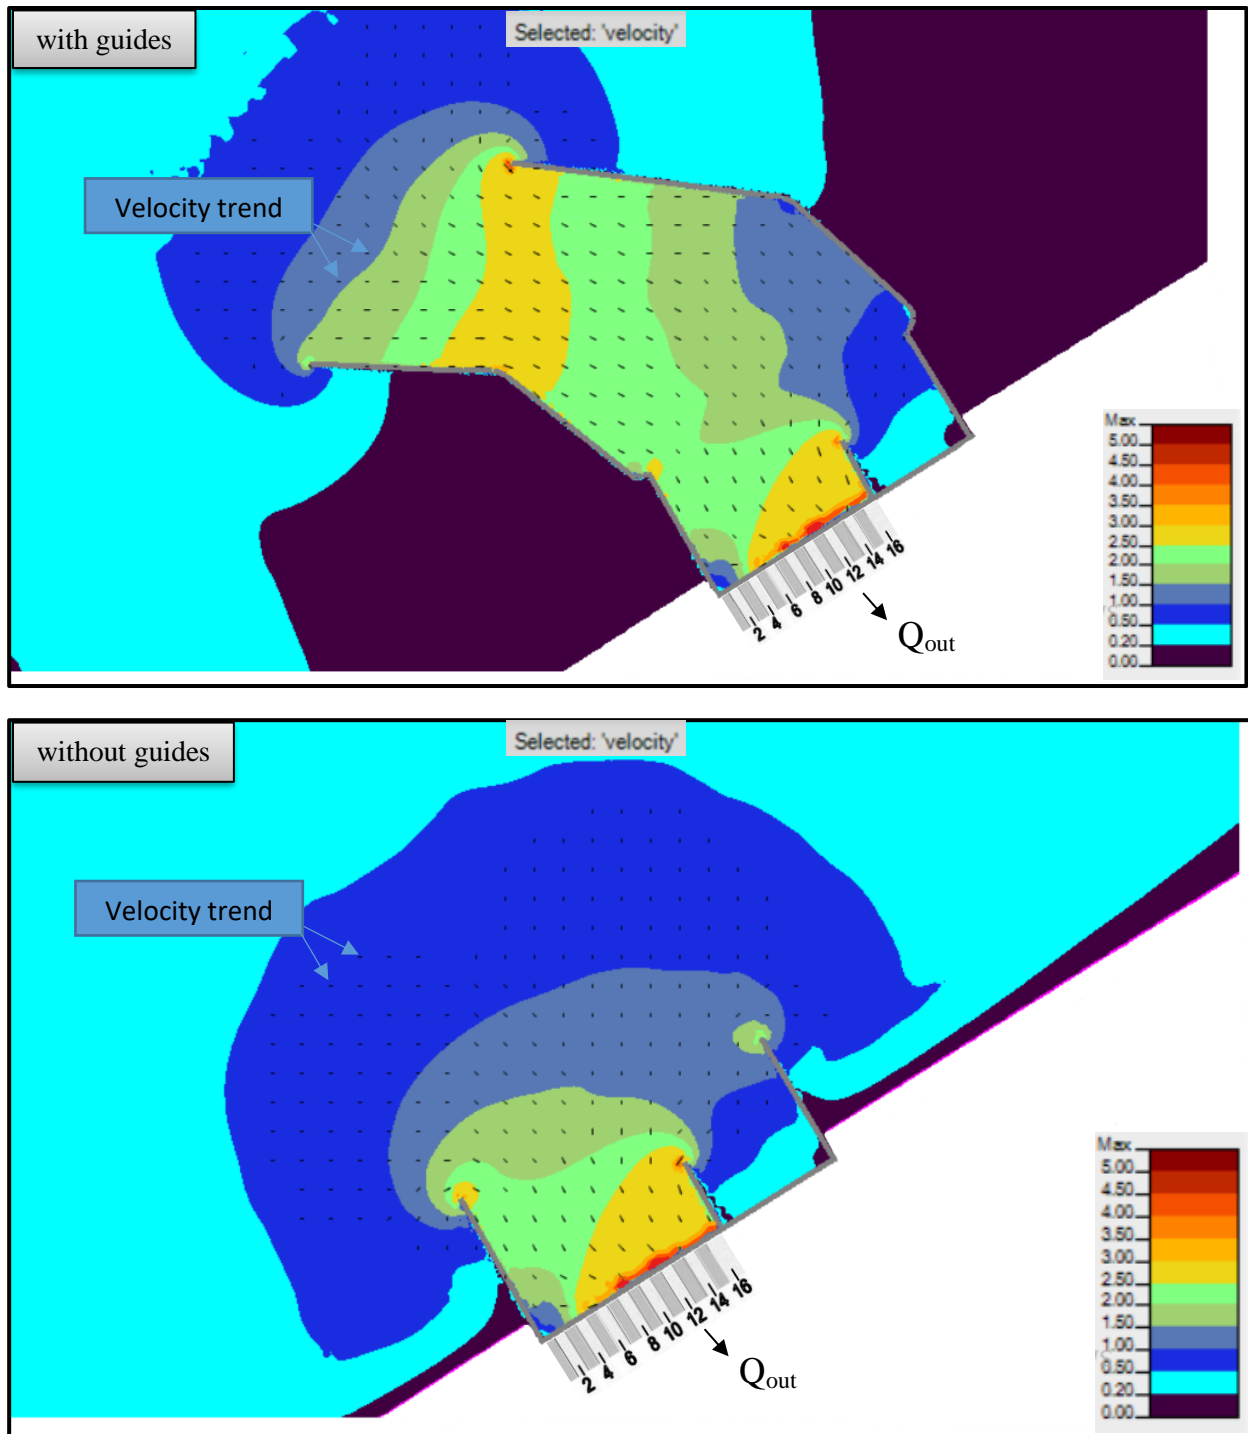 with guides
Selected: 'velocity'
Velocity trend
Max
5.00
4.50
4.00
3.50
3.00
2.50
2.00
1.50
1.00
0.50
0.20
0.00
2 4 6 8 10 12 14 16
Qout
without guides
Selected: 'velocity'
Velocity trend
Max
5.00
4.50
4.00
3.50
3.00
2.50
2.00
1.50
1.00
0.50
0.20
0.00
2 4 6 8 10 12 14 16
Qout